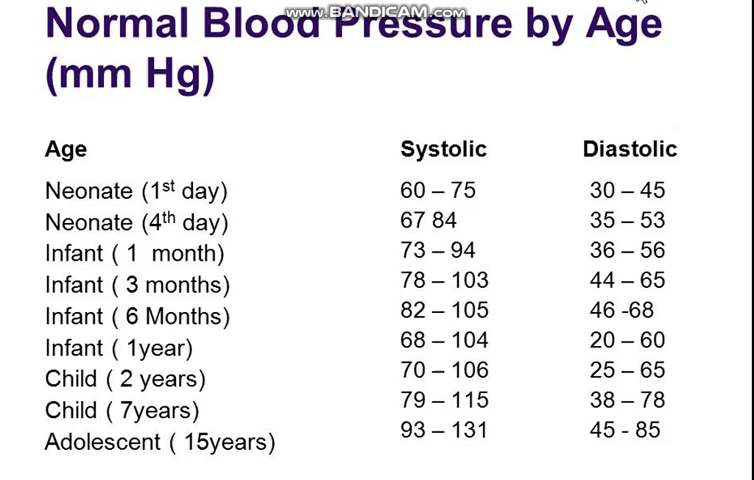 www.BANDICAM.com
Normal Blood Pressure by Age
(mm Hg)
Age Systolic Diastolic
Neonate (1st day) 60 – 75 30 – 45
Neonate (4th day) 67 84 35 – 53
Infant ( 1 month) 73 – 94 36 – 56
Infant ( 3 months) 78 – 103 44 – 65
Infant ( 6 Months) 82 – 105 46 -68
Infant ( 1year) 68 – 104 20 – 60
Child ( 2 years) 70 – 106 25 – 65
Child ( 7years) 79 – 115 38 – 78
Adolescent ( 15years) 93 – 131 45 - 85